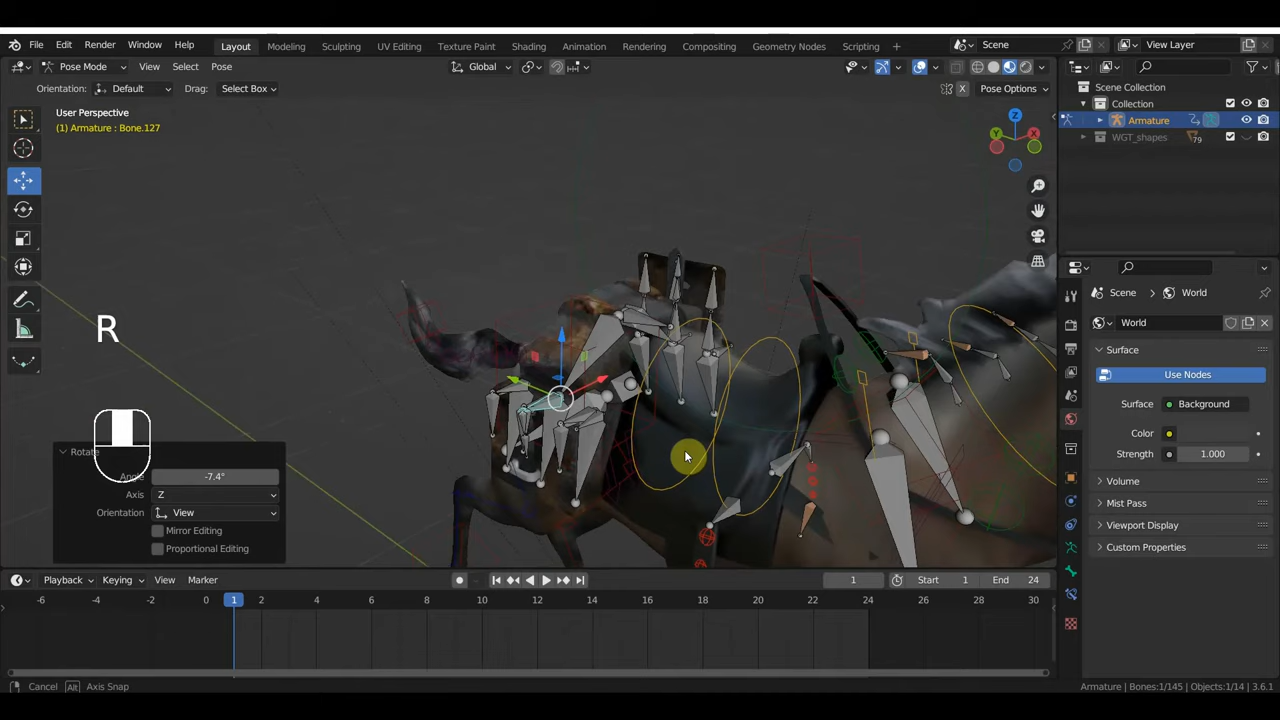 File Edit Render Window Help Layout Modeling Sculpting UV Editing Texture Paint Shading Animation Rendering Compositing Geometry Nodes Scripting + Scene View Layer
Pose Mode View Select Pose Global
Orientation: Default Drag: Select Box X Pose Options
User Perspective
(1) Armature : Bone.127
Scene Collection
Collection
Armature
WGT_shapes 79
Z
Y X
R
Rotate
Angle -7.4°
Axis Z
Orientation View
Mirror Editing
Proportional Editing
Scene World
World
Surface
Use Nodes
Surface Background
Color
Strength 1.000
Volume
Mist Pass
Viewport Display
Custom Properties
Playback Keying View Marker 1 Start 1 End 24
-6 -4 -2 0 1 2 4 6 8 10 12 14 16 18 20 22 24 26 28 30
Cancel Alt Axis Snap Armature | Bones:1/145 | Objects:1/14 | 3.6.1